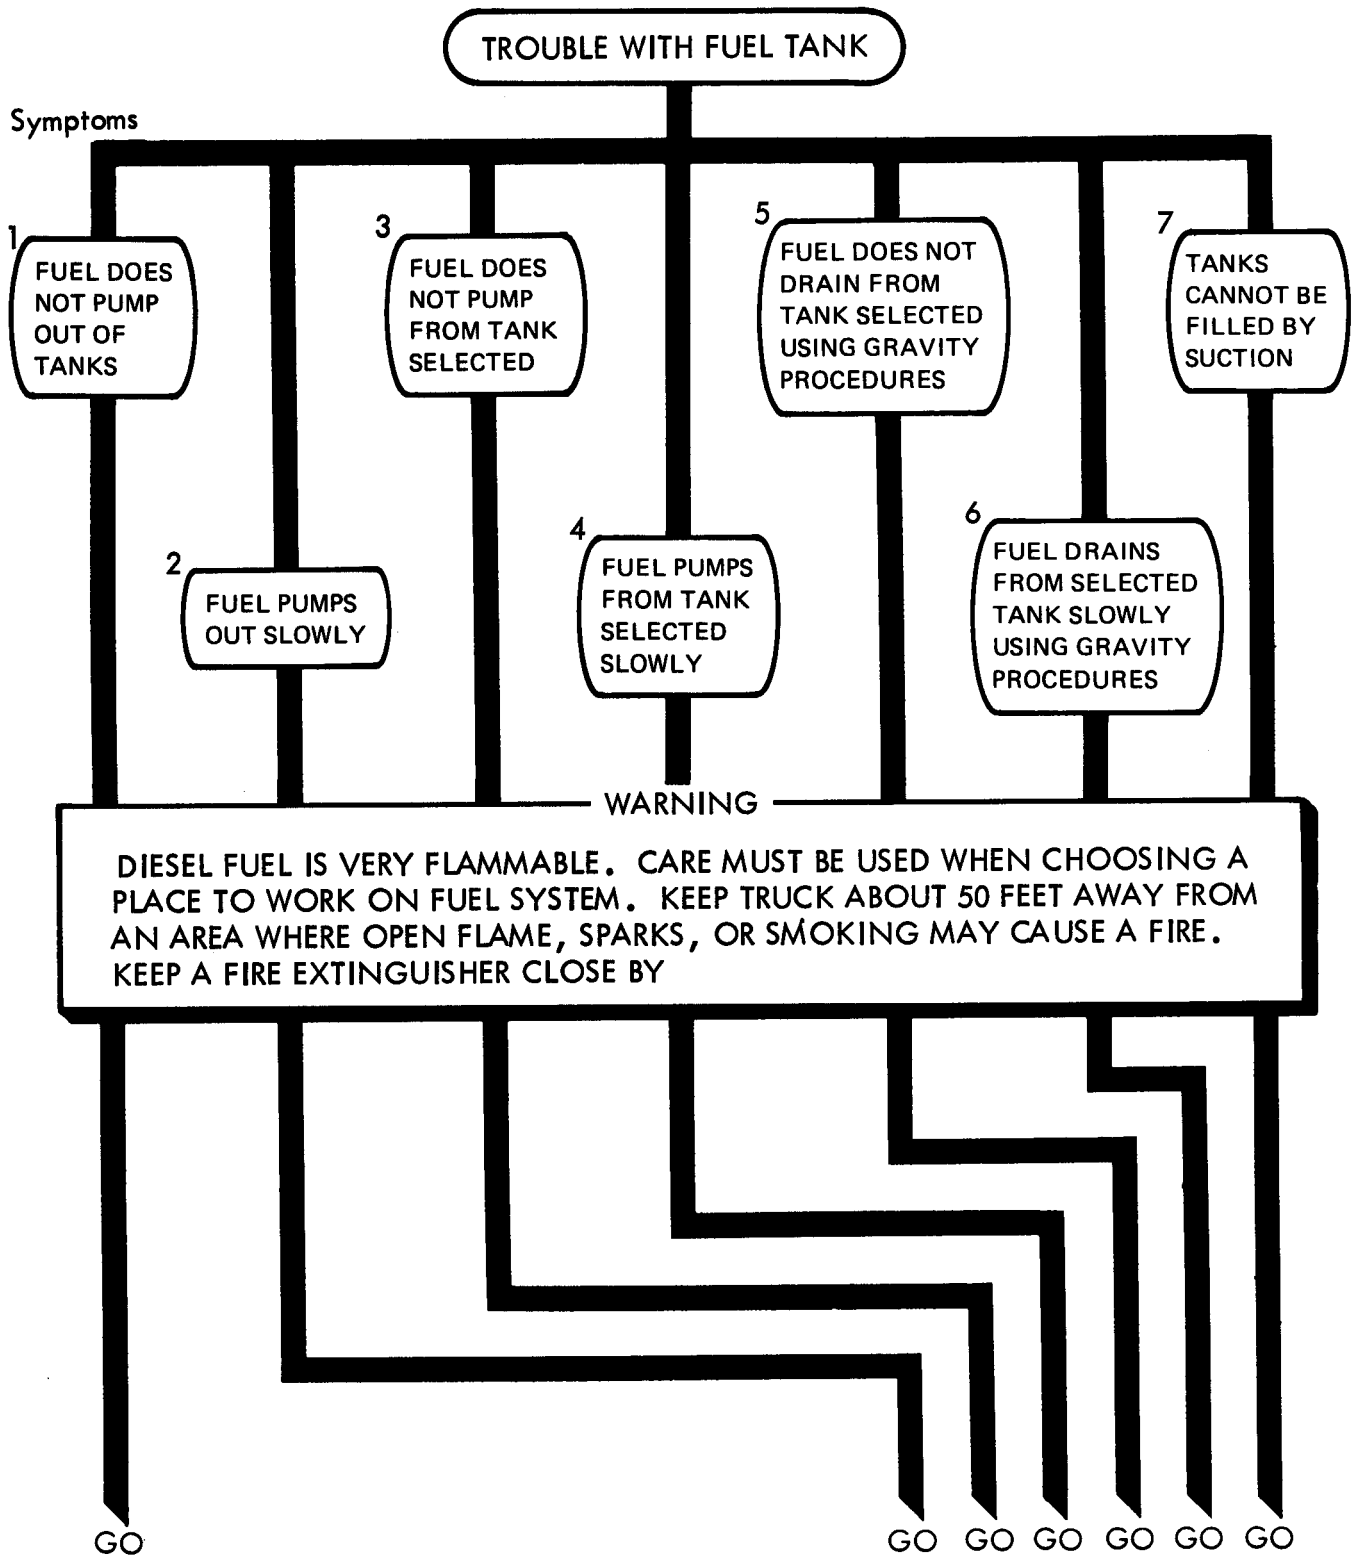 TROUBLE WITH FUEL TANK
Symptoms
1
FUEL DOES
NOT PUMP
OUT OF
TANKS
2
FUEL PUMPS
OUT SLOWLY
3
FUEL DOES
NOT PUMP
FROM TANK
SELECTED
4
FUEL PUMPS
FROM TANK
SELECTED
SLOWLY
5
FUEL DOES NOT
DRAIN FROM
TANK SELECTED
USING GRAVITY
PROCEDURES
6
FUEL DRAINS
FROM SELECTED
TANK SLOWLY
USING GRAVITY
PROCEDURES
7
TANKS
CANNOT BE
FILLED BY
SUCTION
WARNING
DIESEL FUEL IS VERY FLAMMABLE. CARE MUST BE USED WHEN CHOOSING A
PLACE TO WORK ON FUEL SYSTEM. KEEP TRUCK ABOUT 50 FEET AWAY FROM
AN AREA WHERE OPEN FLAME, SPARKS, OR SMOKING MAY CAUSE A FIRE.
KEEP A FIRE EXTINGUISHER CLOSE BY
GO
GO
GO
GO
GO
GO
GO